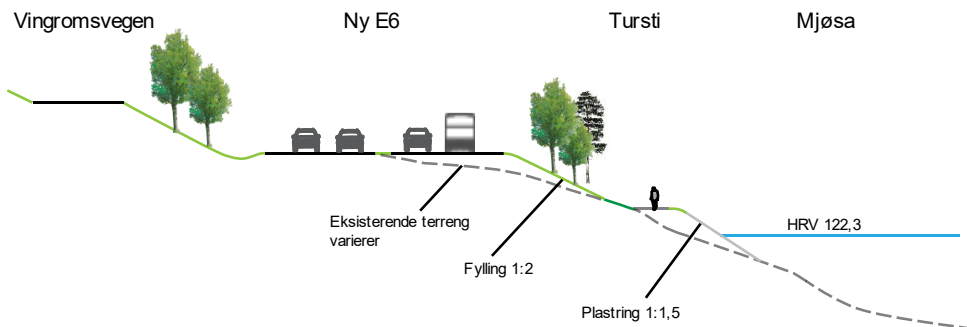 Vingromsvegen
Ny E6
Tursti
Mjøsa
Eksisterende terreng
varierer
HRV 122,3
Fylling 1:2
Plastring 1:1,5